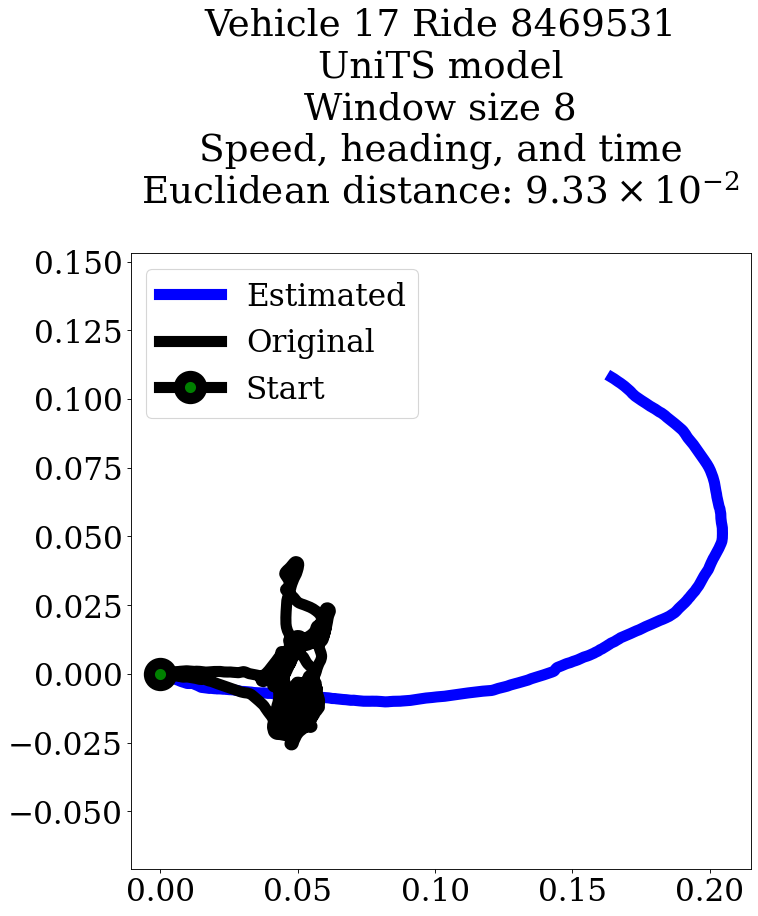 Vehicle 17 Ride 8469531
UniTS model
Window size 8
Speed, heading, and time
Euclidean distance: 9.33 × 10⁻²
0.150
0.125
0.100
0.075
0.050
0.025
0.000
−0.025
−0.050
Estimated
Original
Start
0.00 0.05 0.10 0.15 0.20